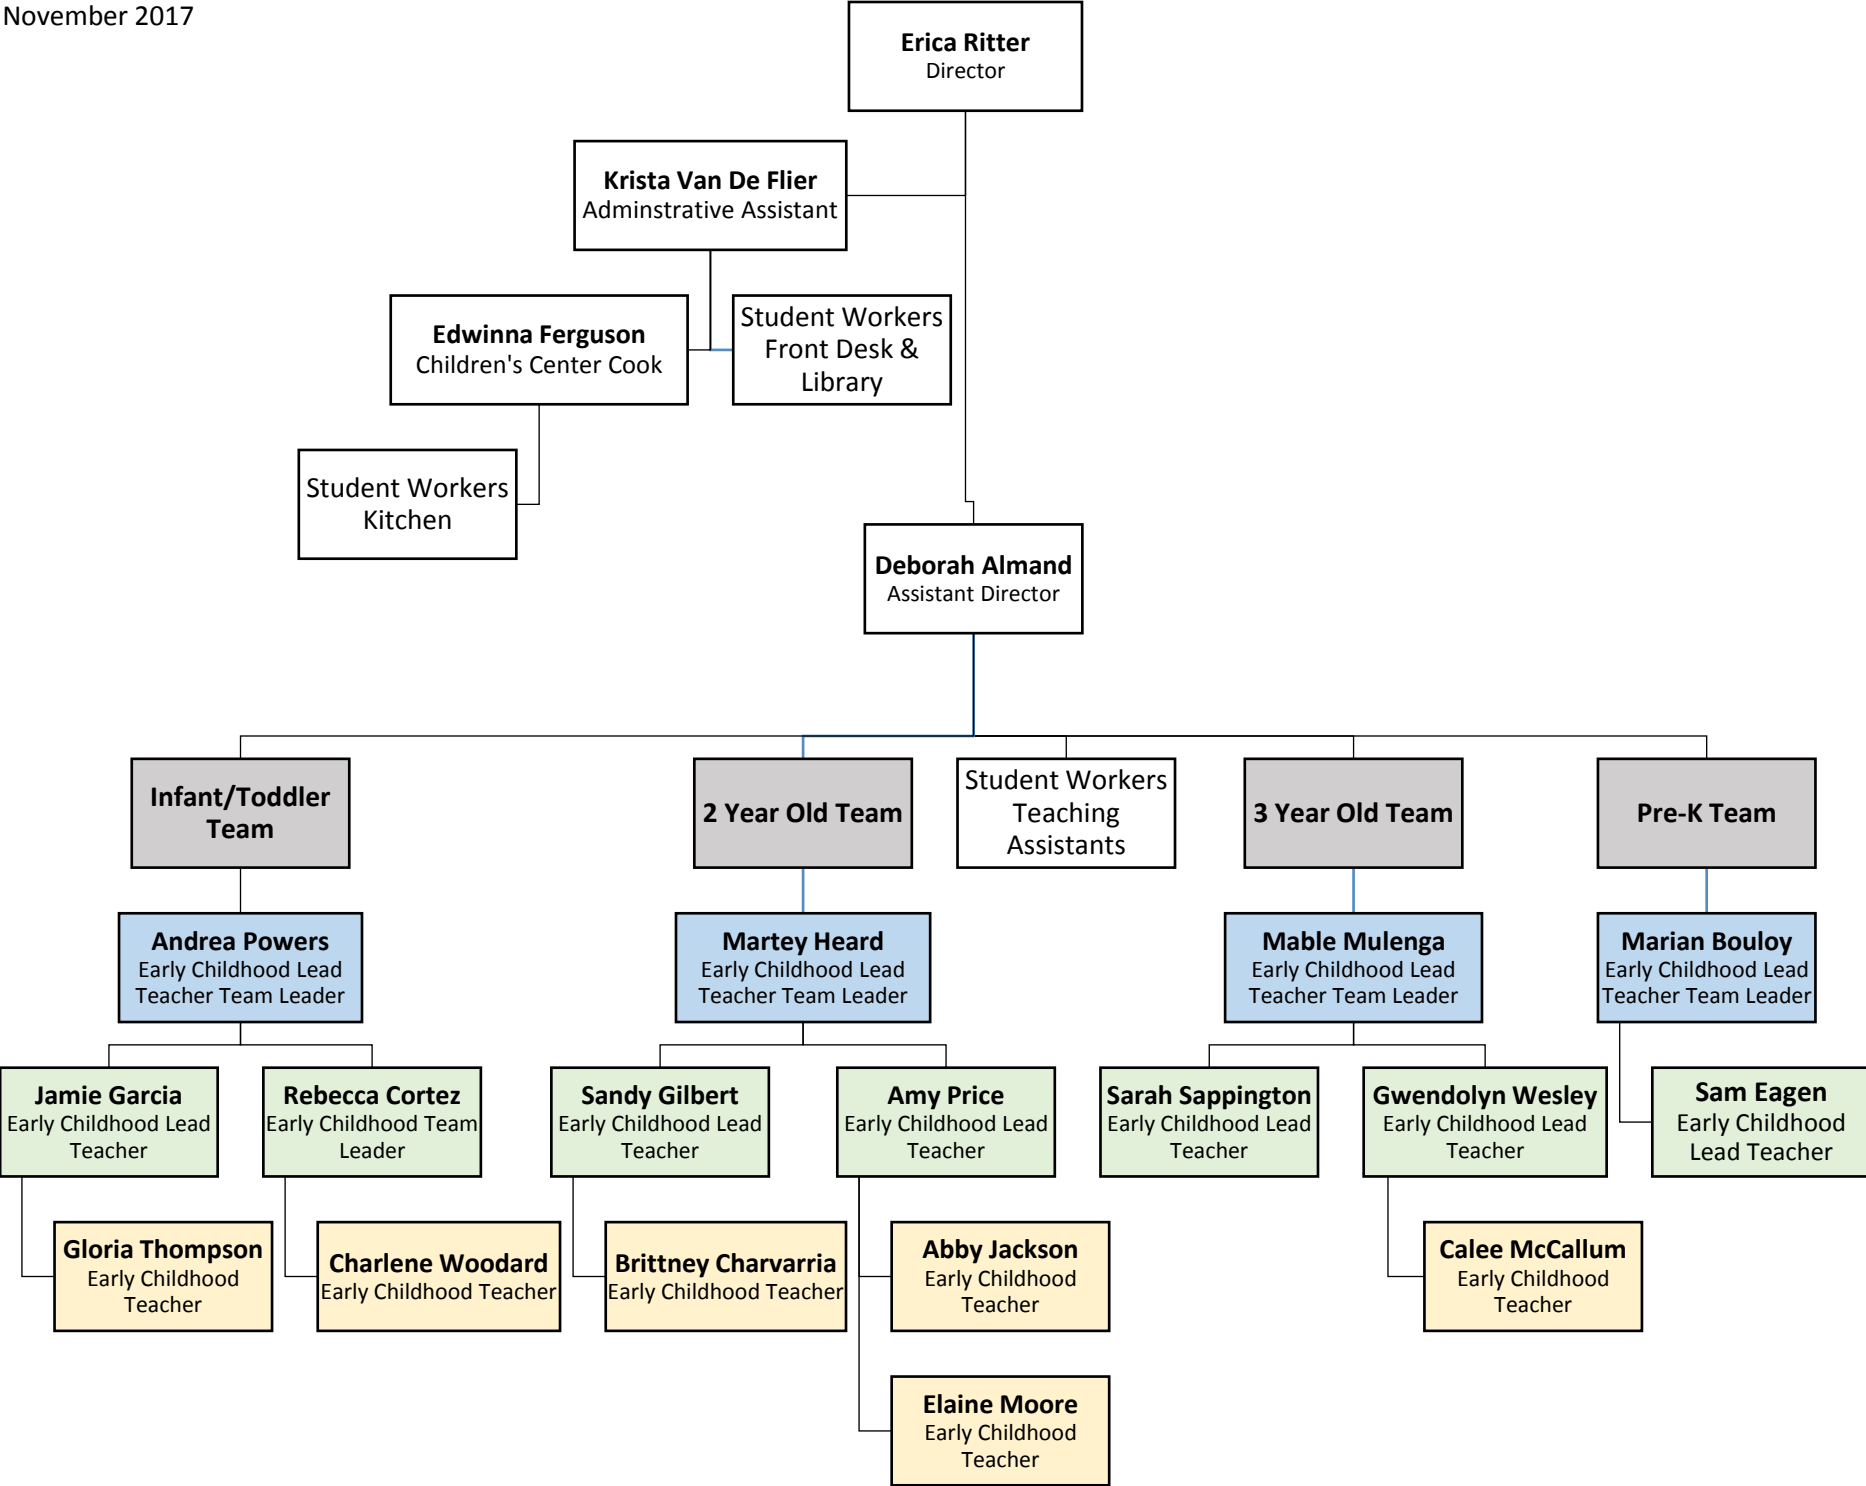 November 2017
Erica Ritter
Director
Krista Van De Flier
Adminstrative Assistant
Edwinna Ferguson
Children's Center Cook
Student Workers
Front Desk &
Library
Student Workers
Kitchen
Deborah Almand
Assistant Director
Infant/Toddler
Team
2 Year Old Team
Student Workers
Teaching
Assistants
3 Year Old Team
Pre-K Team
Andrea Powers
Early Childhood Lead
Teacher Team Leader
Martey Heard
Early Childhood Lead
Teacher Team Leader
Mable Mulenga
Early Childhood Lead
Teacher Team Leader
Marian Bouloy
Early Childhood Lead
Teacher Team Leader
Jamie Garcia
Early Childhood Lead
Teacher
Rebecca Cortez
Early Childhood Team
Leader
Sandy Gilbert
Early Childhood Lead
Teacher
Amy Price
Early Childhood Lead
Teacher
Sarah Sappington
Early Childhood Lead
Teacher
Gwendolyn Wesley
Early Childhood Lead
Teacher
Sam Eagen
Early Childhood
Lead Teacher
Gloria Thompson
Early Childhood
Teacher
Charlene Woodard
Early Childhood Teacher
Brittney Charvarria
Early Childhood Teacher
Abby Jackson
Early Childhood
Teacher
Calee McCallum
Early Childhood
Teacher
Elaine Moore
Early Childhood
Teacher